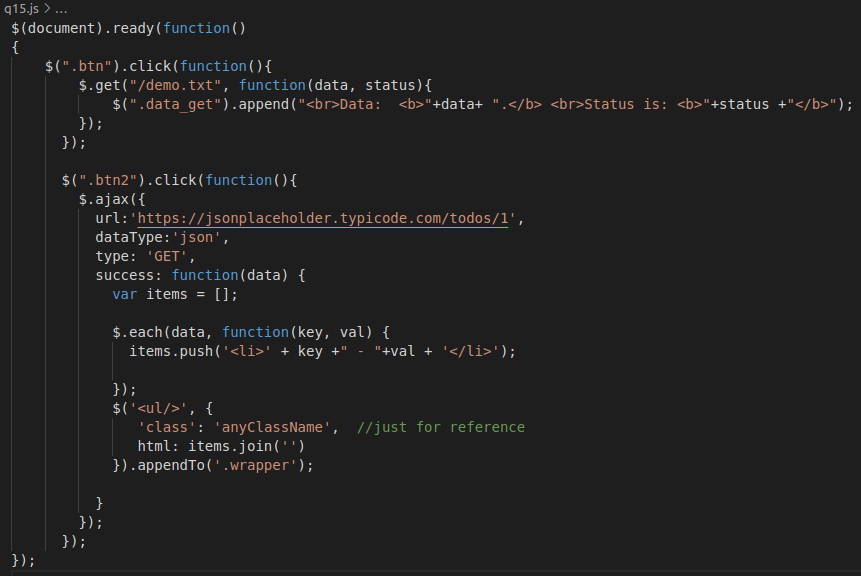 q15.js > ...
$(document).ready(function()
{
    $(".btn").click(function(){
        $.get("/demo.txt", function(data, status){
            $(".data_get").append("<br>Data:  <b>"+data+ ".</b> <br>Status is: <b>"+status +"</b>");
        });
      });

      $(".btn2").click(function(){
        $.ajax({
          url:'https://jsonplaceholder.typicode.com/todos/1',
          dataType:'json',
          type: 'GET',
          success: function(data) {
            var items = [];

            $.each(data, function(key, val) {
              items.push('<li>' + key +" - "+val + '</li>');

            });
            $('<ul/>', {
               'class': 'anyClassName',  //just for reference
               html: items.join('')
            }).appendTo('.wrapper');

          }
        });
      });
});